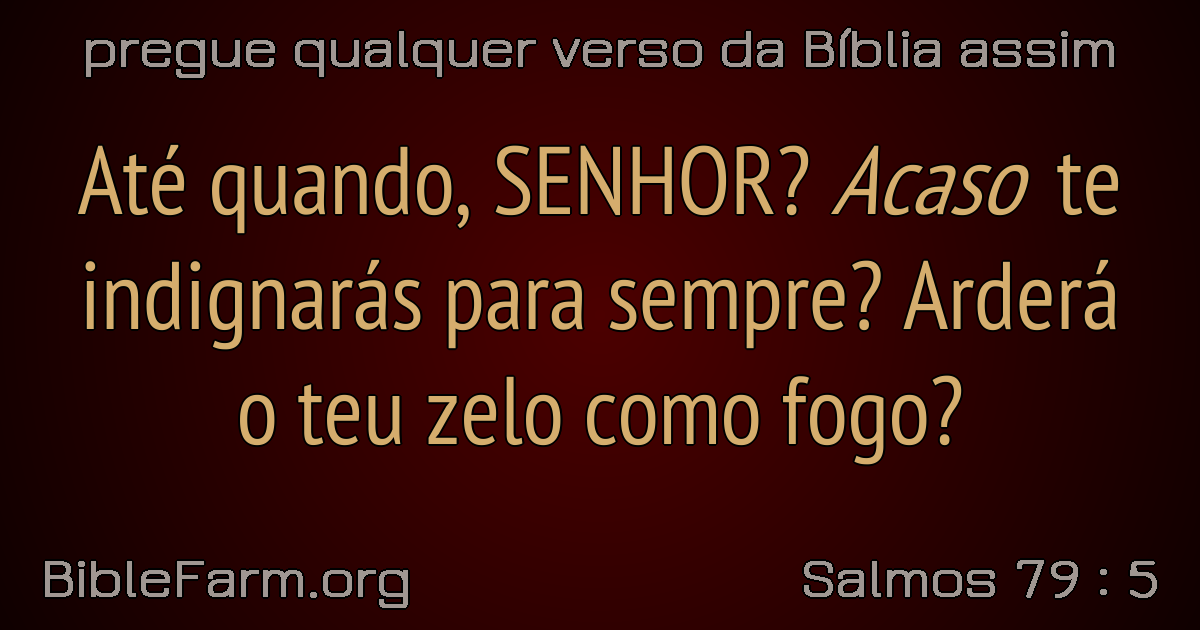 pregue qualquer verso da Bíblia assim
Até quando, SENHOR? Acaso te
indignarás para sempre? Arderá
o teu zelo como fogo?
BibleFarm.org
Salmos 79 : 5